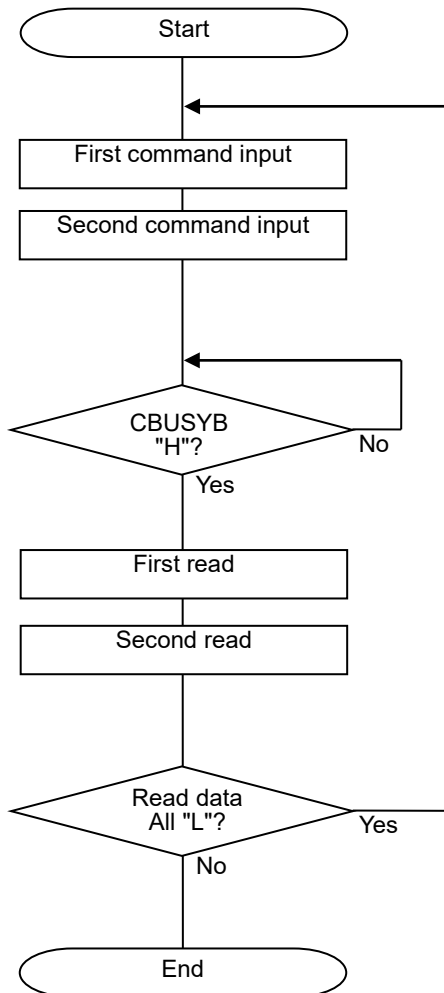 Start
First command input
Second command input
CBUSYB
"H"?
No
Yes
First read
Second read
Read data
All "L"?
Yes
No
End